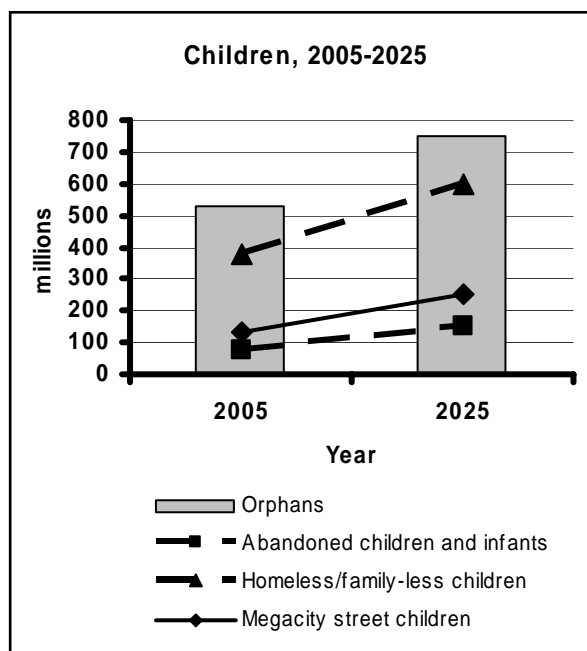 Children, 2005-2025
millions
800
700
600
500
400
300
200
100
0
2005 2025
Year
Orphans
Abandoned children and infants
Homeless/family-less children
Megacity street children